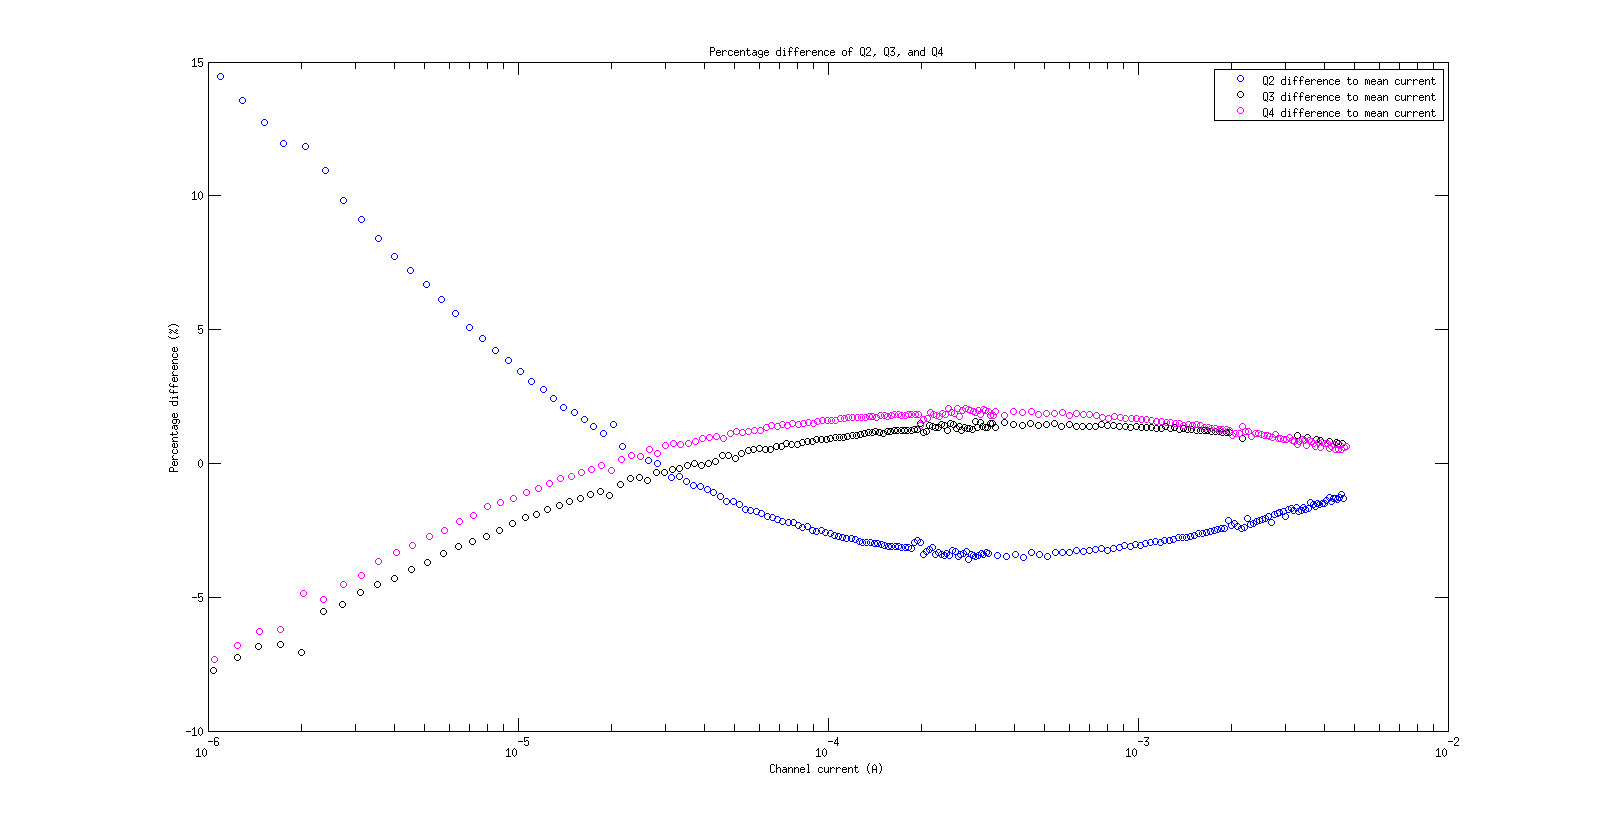 Percentage difference of Q2, Q3, and Q4
Q2 difference to mean current
Q3 difference to mean current
Q4 difference to mean current
15
10
5
0
-5
-10
Percentage difference (%)
10^-6 10^-5 10^-4 10^-3 10^-2
Channel current (A)